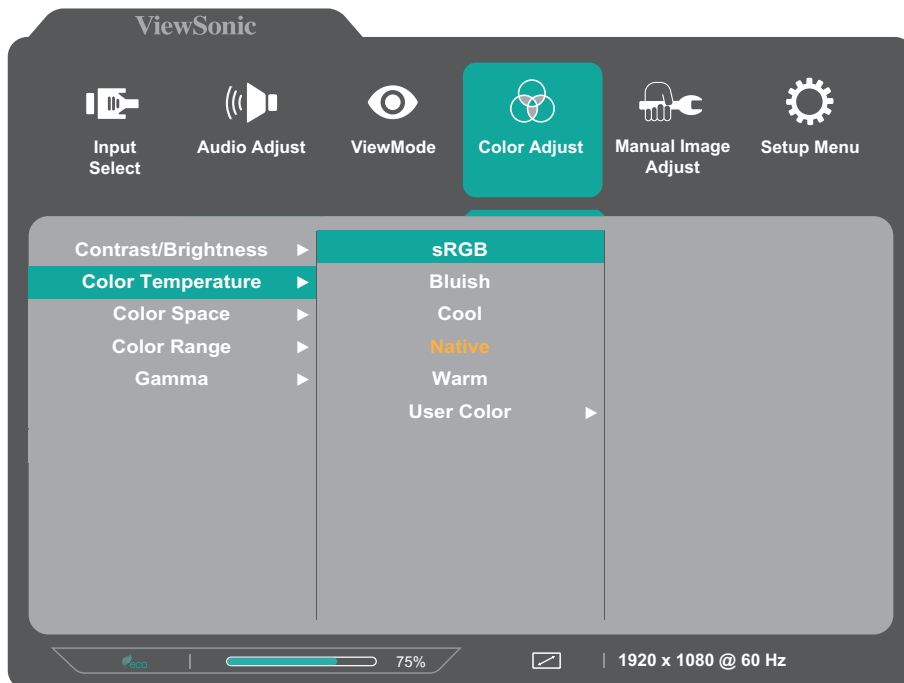 ViewSonic
Input
Select
Audio Adjust
ViewMode
Color Adjust
Manual Image
Adjust
Setup Menu
Contrast/Brightness
Color Temperature
Color Space
Color Range
Gamma
sRGB
Bluish
Cool
Native
Warm
User Color
eco
75%
1920 x 1080 @ 60 Hz